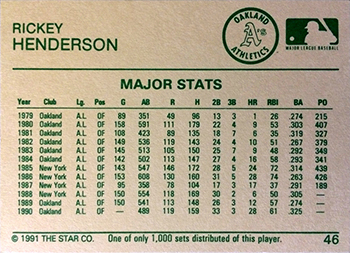 RICKEY
HENDERSON
OAKLAND
A's
ATHLETICS
MAJOR LEAGUE BASEBALL
MAJOR STATS
Year Club Lg. Pos G AB R H 2B 3B HR RBI BA PO
1979 Oakland A.L. OF 89 351 49 96 13 3 1 26 .274 215
1980 Oakland A.L. OF 158 591 111 179 22 4 9 53 .303 407
1981 Oakland A.L. OF 108 423 89 135 18 7 6 35 .319 327
1982 Oakland A.L. OF 149 536 119 143 24 4 10 51 .267 379
1983 Oakland A.L. OF 145 513 105 150 25 7 9 48 .292 349
1984 Oakland A.L. OF 142 502 113 147 27 4 16 58 .293 341
1985 New York A.L. OF 143 547 146 172 28 5 24 72 .314 439
1986 New York A.L. OF 153 608 130 160 31 5 28 74 .263 426
1987 New York A.L. OF 95 358 78 104 17 3 17 37 .291 189
1988 New York A.L. OF 554 118 169 30 2 6 50 .305 —
1989 Oakland A.L. OF 150 541 113 148 26 3 12 57 .274 —
1990 Oakland A.L. OF — 489 119 159 33 3 28 61 .325 —
© 1991 THE STAR CO. One of only 1,000 sets distributed of this player. 46